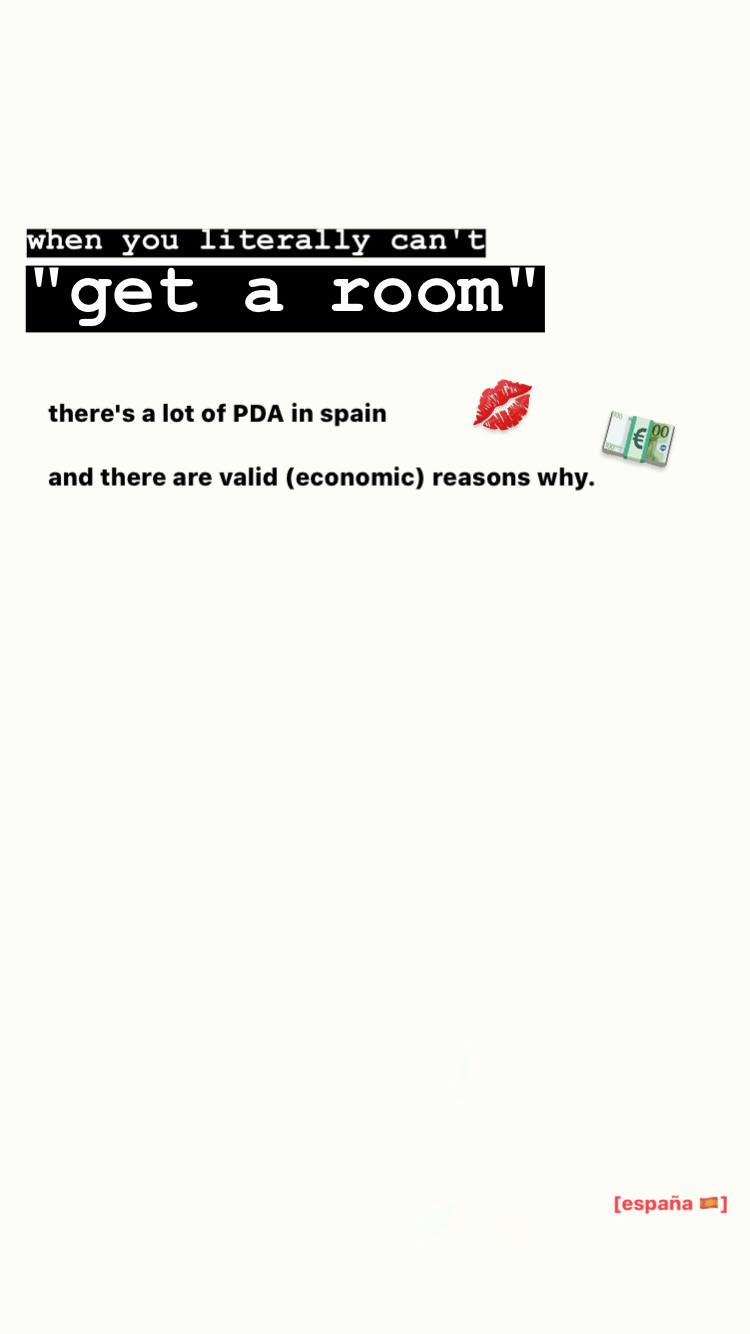 when you literally can't
"get a room"
there's a lot of PDA in spain
and there are valid (economic) reasons why.
[españa 🇪🇸]